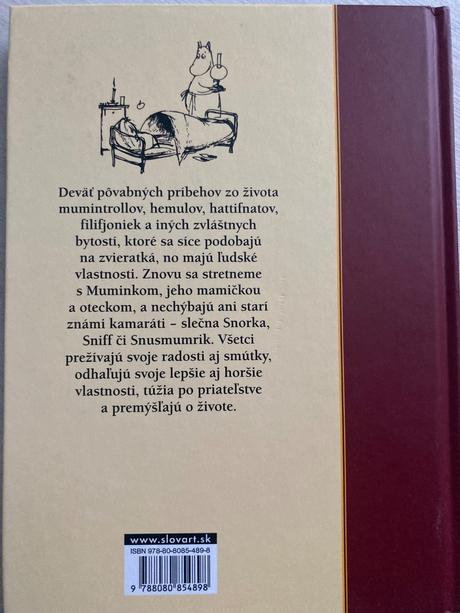 Deväť pôvabných príbehov zo života
mumintrollov, hemulov, hattifnatov,
filifjoniek a iných zvláštnych
bytostí, ktoré sa síce podobajú
na zvieratká, no majú ľudské
vlastnosti. Znovu sa stretneme
s Muminkom, jeho mamičkou
a oteckom, a nechýbajú ani starí
známi kamaráti – slečna Snorka,
Sniff či Snusmumrik. Všetci
prežívajú svoje radosti aj smútky,
odhaľujú svoje lepšie aj horšie
vlastnosti, túžia po priateľstve
a premýšľajú o živote.
www.slovart.sk
ISBN 978-80-8085-489-8
9 788080 854898